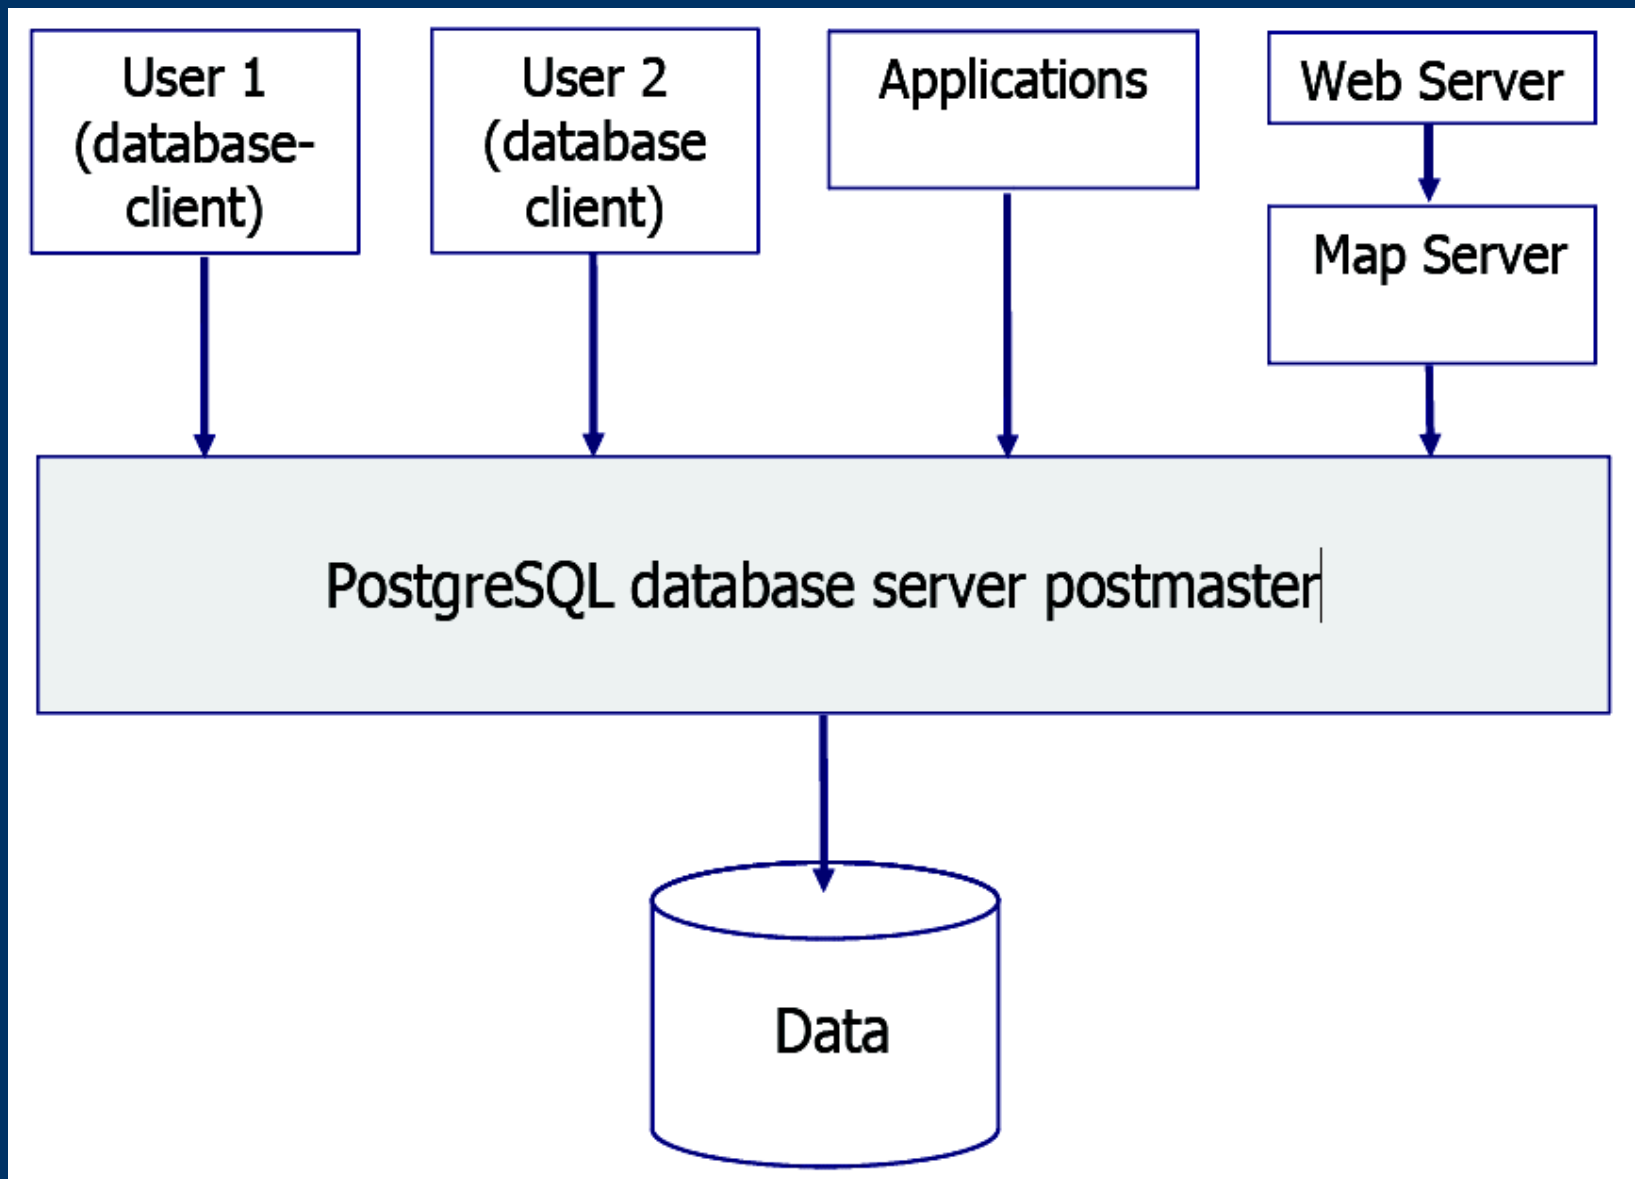 User 1
(database-
client)
User 2
(database
client)
Applications
Web Server
Map Server
PostgreSQL database server postmaster
Data